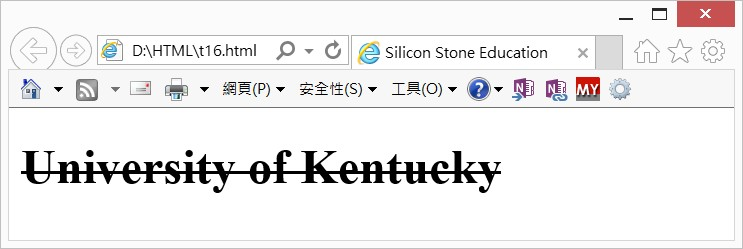 D:\HTML\t16.html
Silicon Stone Education
網頁(P) 安全性(S) 工具(O) MY
University of Kentucky